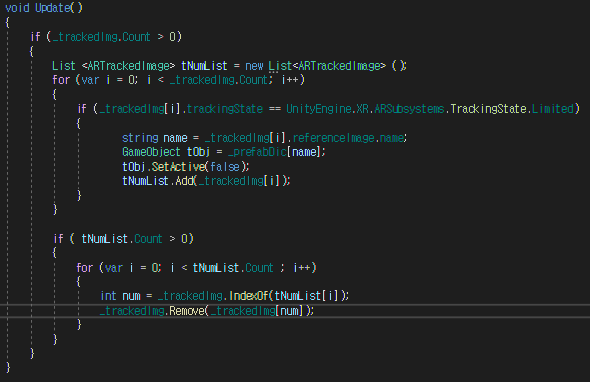 void Update()
{
if (_trackedImg.Count > 0)
{
List <ARTrackedImage> tNumList = new List<ARTrackedImage> ();
for (var i = 0; i < _trackedImg.Count; i++)
{
if (_trackedImg[i].trackingState == UnityEngine.XR.ARSubsystems.TrackingState.Limited)
{
string name = _trackedImg[i].referenceImage.name;
GameObject tObj = _prefabDic[name];
tObj.SetActive(false);
tNumList.Add(_trackedImg[i]);
}
}
if ( tNumList.Count > 0)
{
for (var i = 0; i < tNumList.Count ; i++)
{
int num = _trackedImg.IndexOf(tNumList[i]);
_trackedImg.Remove(_trackedImg[num]);
}
}
}
}